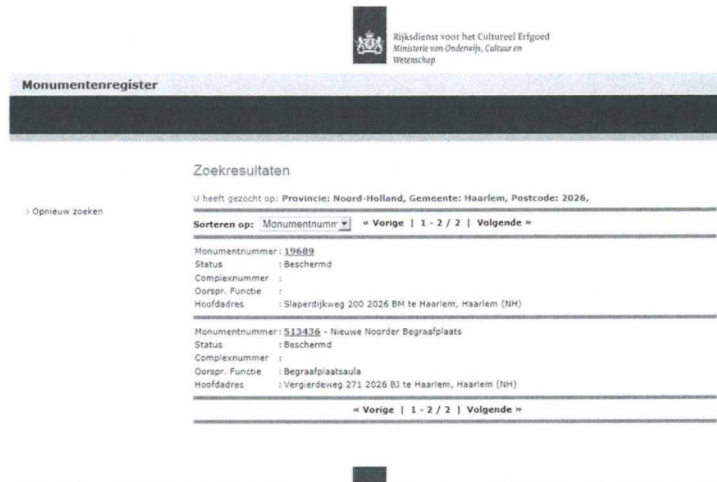 Rijksdienst voor het Cultureel Erfgoed
Ministerie van Onderwijs, Cultuur en
Wetenschap
Monumentenregister
Zoekresultaten
U heeft gezocht op: Provincie: Noord-Holland, Gemeente: Haarlem, Postcode: 2026,
› Opnieuw zoeken
Sorteren op: Monumentnumm « Vorige | 1 - 2 / 2 | Volgende »
Monumentnummer : 19689
Status : Beschermd
Complexnummer :
Oorspr. Functie :
Hoofdadres : Slaperdijkweg 200 2026 BM te Haarlem, Haarlem (NH)
Monumentnummer : 513436 - Nieuwe Noorder Begraafplaats
Status : Beschermd
Complexnummer :
Oorspr. Functie : Begraafplaatsaula
Hoofdadres : Vergierdeweg 271 2026 BJ te Haarlem, Haarlem (NH)
« Vorige | 1 - 2 / 2 | Volgende »